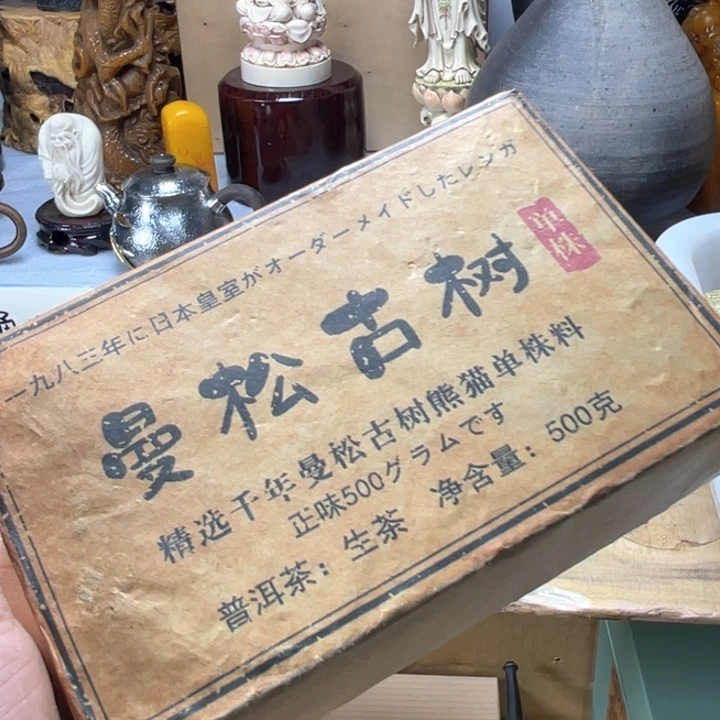 一九八三年に日本皇室がオーダーメイドしたレンガ
单株
曼松古树
精选千年曼松古树熊猫单株料
正味500グラムです
普洱茶：生茶 净含量：500克